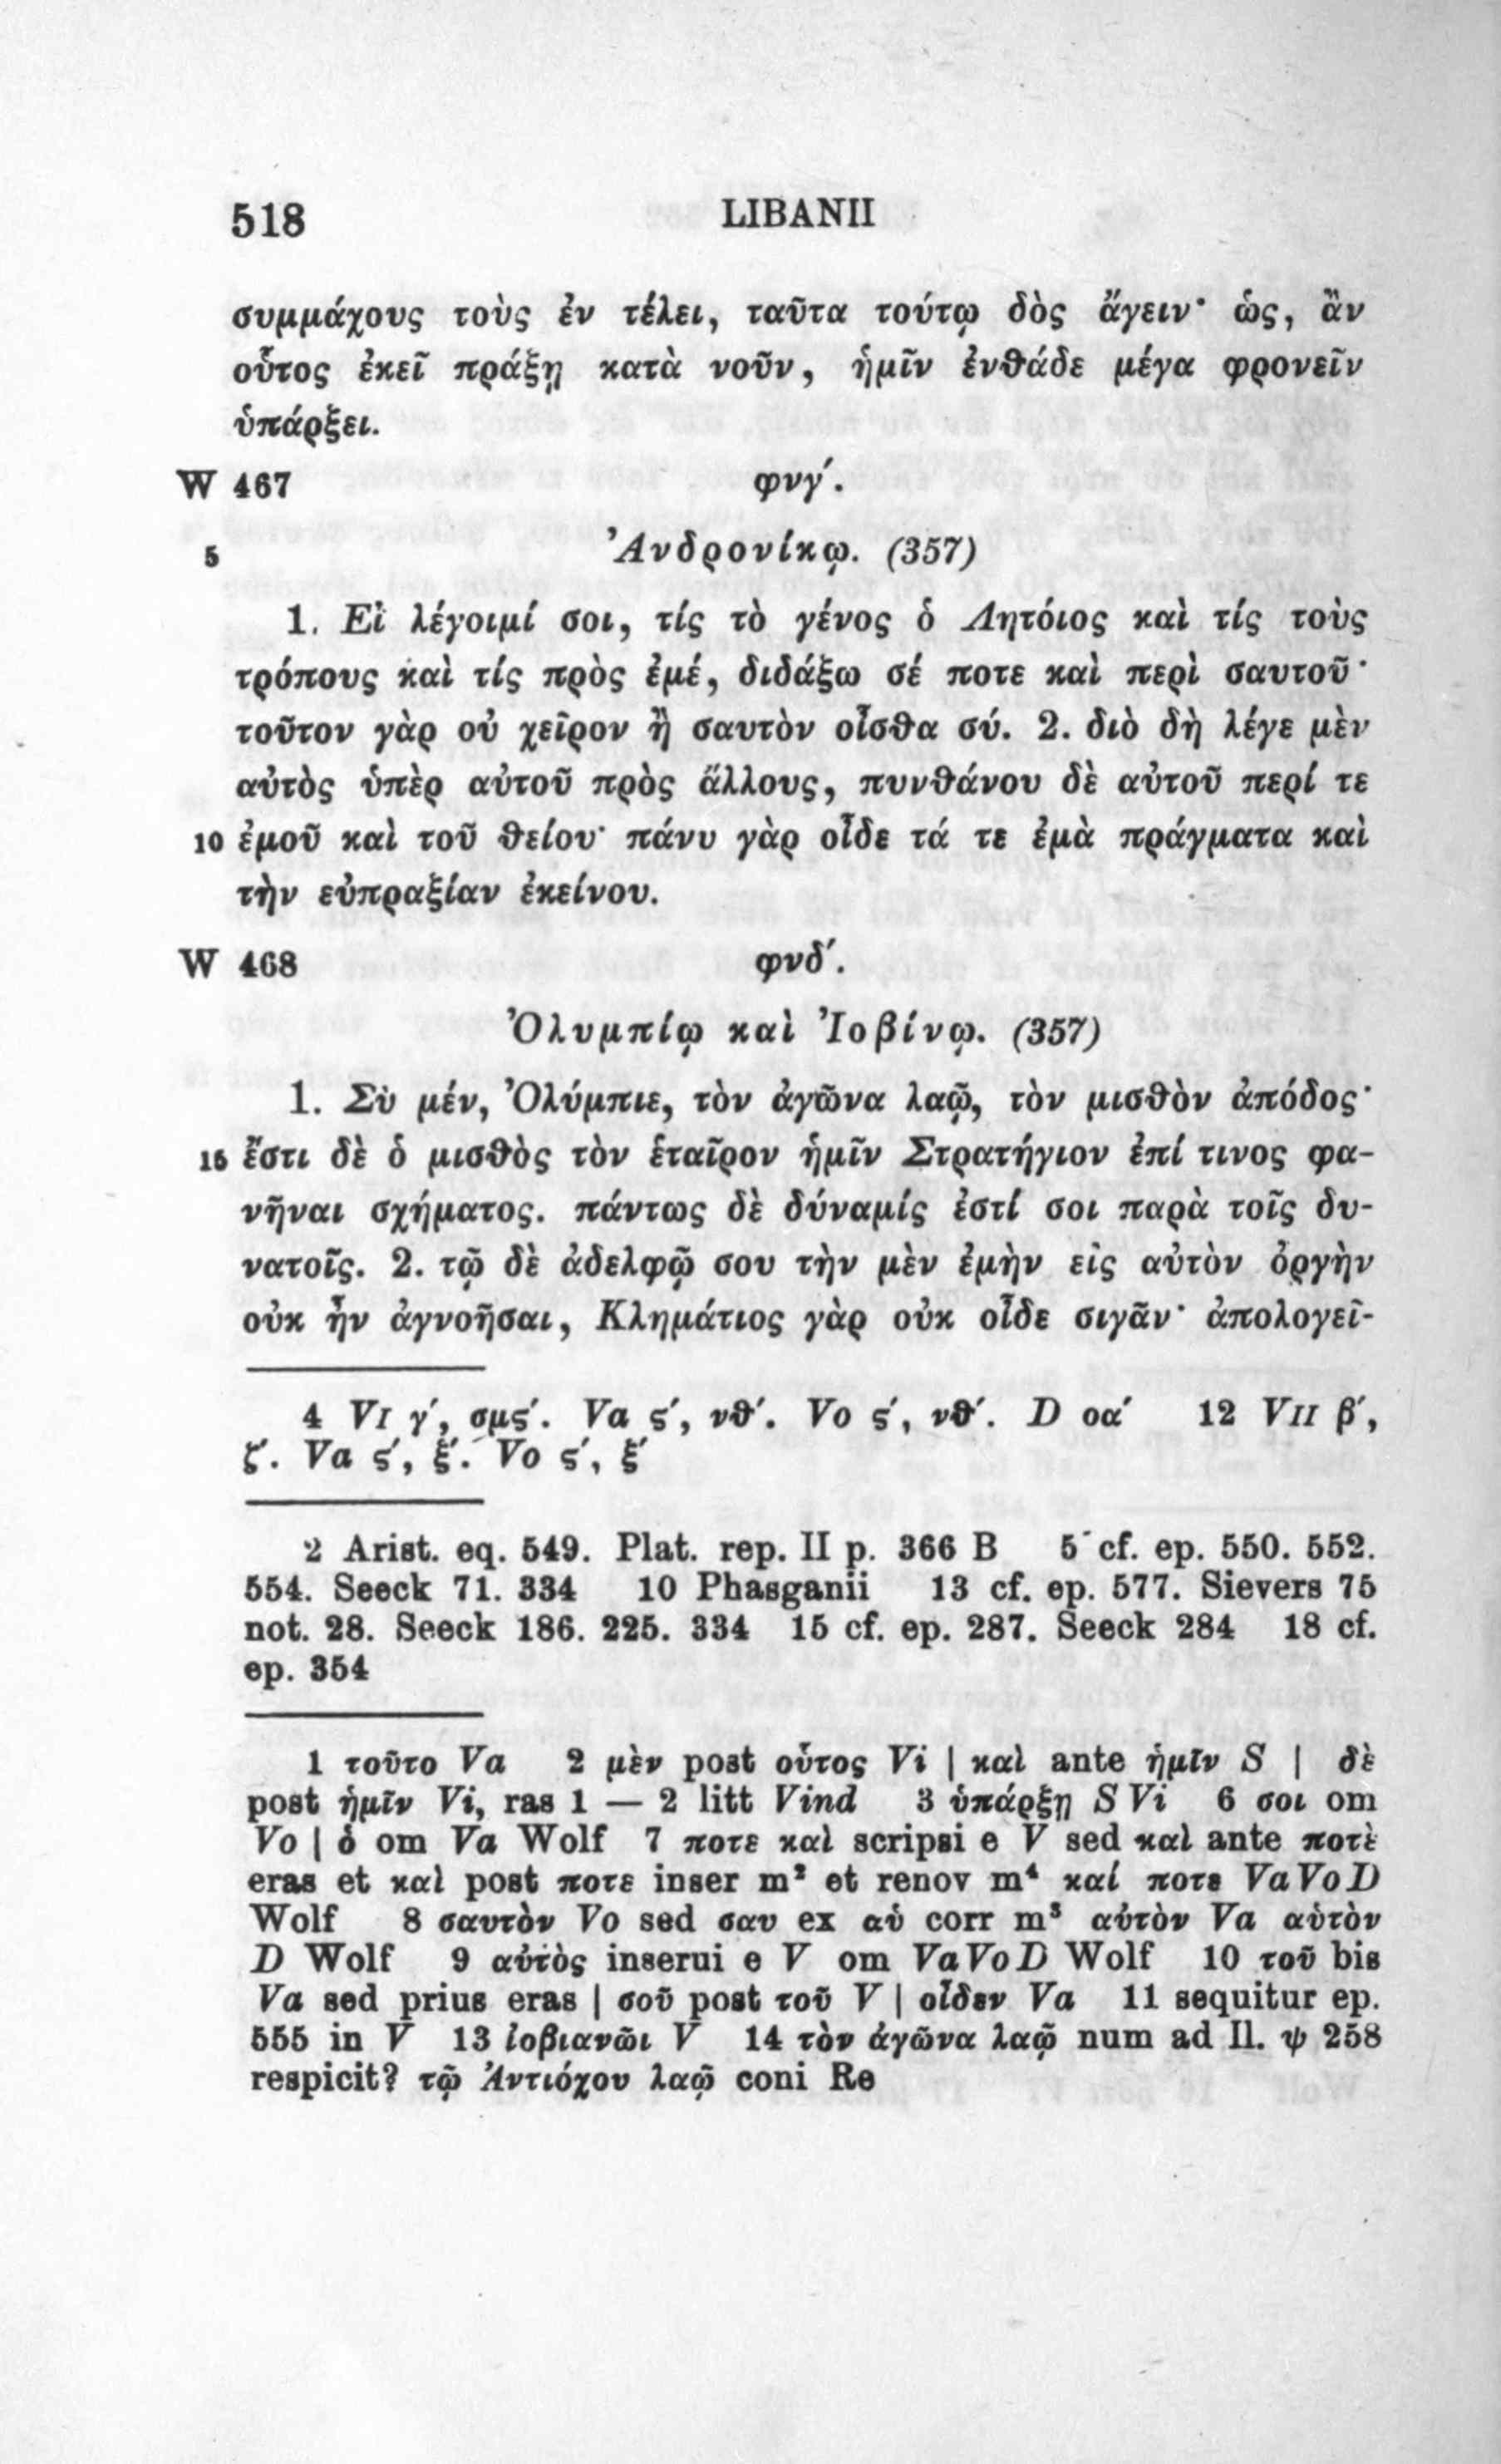 518 LIBANII
συμμάχους τοὺς ἐν τέλει, ταῦτα τούτῳ δὸς ἄγειν· ὡς, ἂν
οὗτος ἐκεῖ πράξῃ κατὰ νοῦν, ἡμῖν ἐνθάδε μέγα φρονεῖν
ὑπάρξει.
W 467 φνγ΄.
5 Ἀνδρονίκῳ. (357)
1. Εἰ λέγοιμί σοι, τίς τὸ γένος ὁ Λητόιος καὶ τίς τοὺς
τρόπους καὶ τίς πρὸς ἐμέ, διδάξω σέ ποτε καὶ περὶ σαυτοῦ·
τοῦτον γὰρ οὐ χεῖρον ἢ σαυτὸν οἶσθα σύ. 2. διὸ δὴ λέγε μὲν
αὐτὸς ὑπὲρ αὐτοῦ πρὸς ἄλλους, πυνθάνου δὲ αὐτοῦ περί τε
10 ἐμοῦ καὶ τοῦ θείου· πάνυ γὰρ οἶδε τά τε ἐμὰ πράγματα καὶ
τὴν εὐπραξίαν ἐκείνου.
W 468 φνδ΄.
Ὀλυμπίῳ καὶ Ἰοβίνῳ. (357)
1. Σὺ μέν, Ὀλύμπιε, τὸν ἀγῶνα λαῷ, τὸν μισθὸν ἀπόδος·
15 ἔστι δὲ ὁ μισθὸς τὸν ἑταῖρον ἡμῖν Στρατήγιον ἐπί τινος φα-
νῆναι σχήματος. πάντως δὲ δύναμίς ἐστί σοι παρὰ τοῖς δυ-
νατοῖς. 2. τῷ δὲ ἀδελφῷ σου τὴν μὲν ἐμὴν εἰς αὐτὸν ὀργὴν
οὐκ ἦν ἀγνοῆσαι, Κλημάτιος γὰρ οὐκ οἶδε σιγᾶν· ἀπολογεῖ-
4 VI γ΄, σμς΄. Va ς΄, νθ΄. Vo ς΄, νθ΄. D οα΄ 12 VII β΄,
ζ΄. Va ς΄, ξ΄. Vo ς΄, ξ΄
2 Arist. eq. 549. Plat. rep. II p. 366 B 5 cf. ep. 550. 552.
554. Seeck 71. 334 10 Phasganii 13 cf. ep. 577. Sievers 75
not. 28. Seeck 186. 225. 334 15 cf. ep. 287. Seeck 284 18 cf.
ep. 354
1 τοῦτο Va 2 μὲν post οὗτος Vi | καὶ ante ἡμῖν S | δὲ
post ἡμῖν Vi, ras 1 — 2 litt Vind 3 ὑπάρξῃ S Vi 6 σοι om
Vo | ὁ om Va Wolf 7 ποτε καὶ scripsi e V sed καὶ ante ποτὲ
eras et καὶ post ποτε inser m² et renov m⁴ καί ποτε Va Vo D
Wolf 8 σαυτὸν Vo sed σαυ ex αὑ corr m³ αὐτὸν Va αὑτὸν
D Wolf 9 αὐτὸς inserui e V om Va Vo D Wolf 10 τοῦ bis
Va sed prius eras | σοῦ post τοῦ V | οἶδεν Va 11 sequitur ep.
555 in V 13 ἰοβιανῶι V 14 τὸν ἀγῶνα λαῷ num ad Il. ψ 258
respicit? τῷ Ἀντιόχου λαῷ coni Re